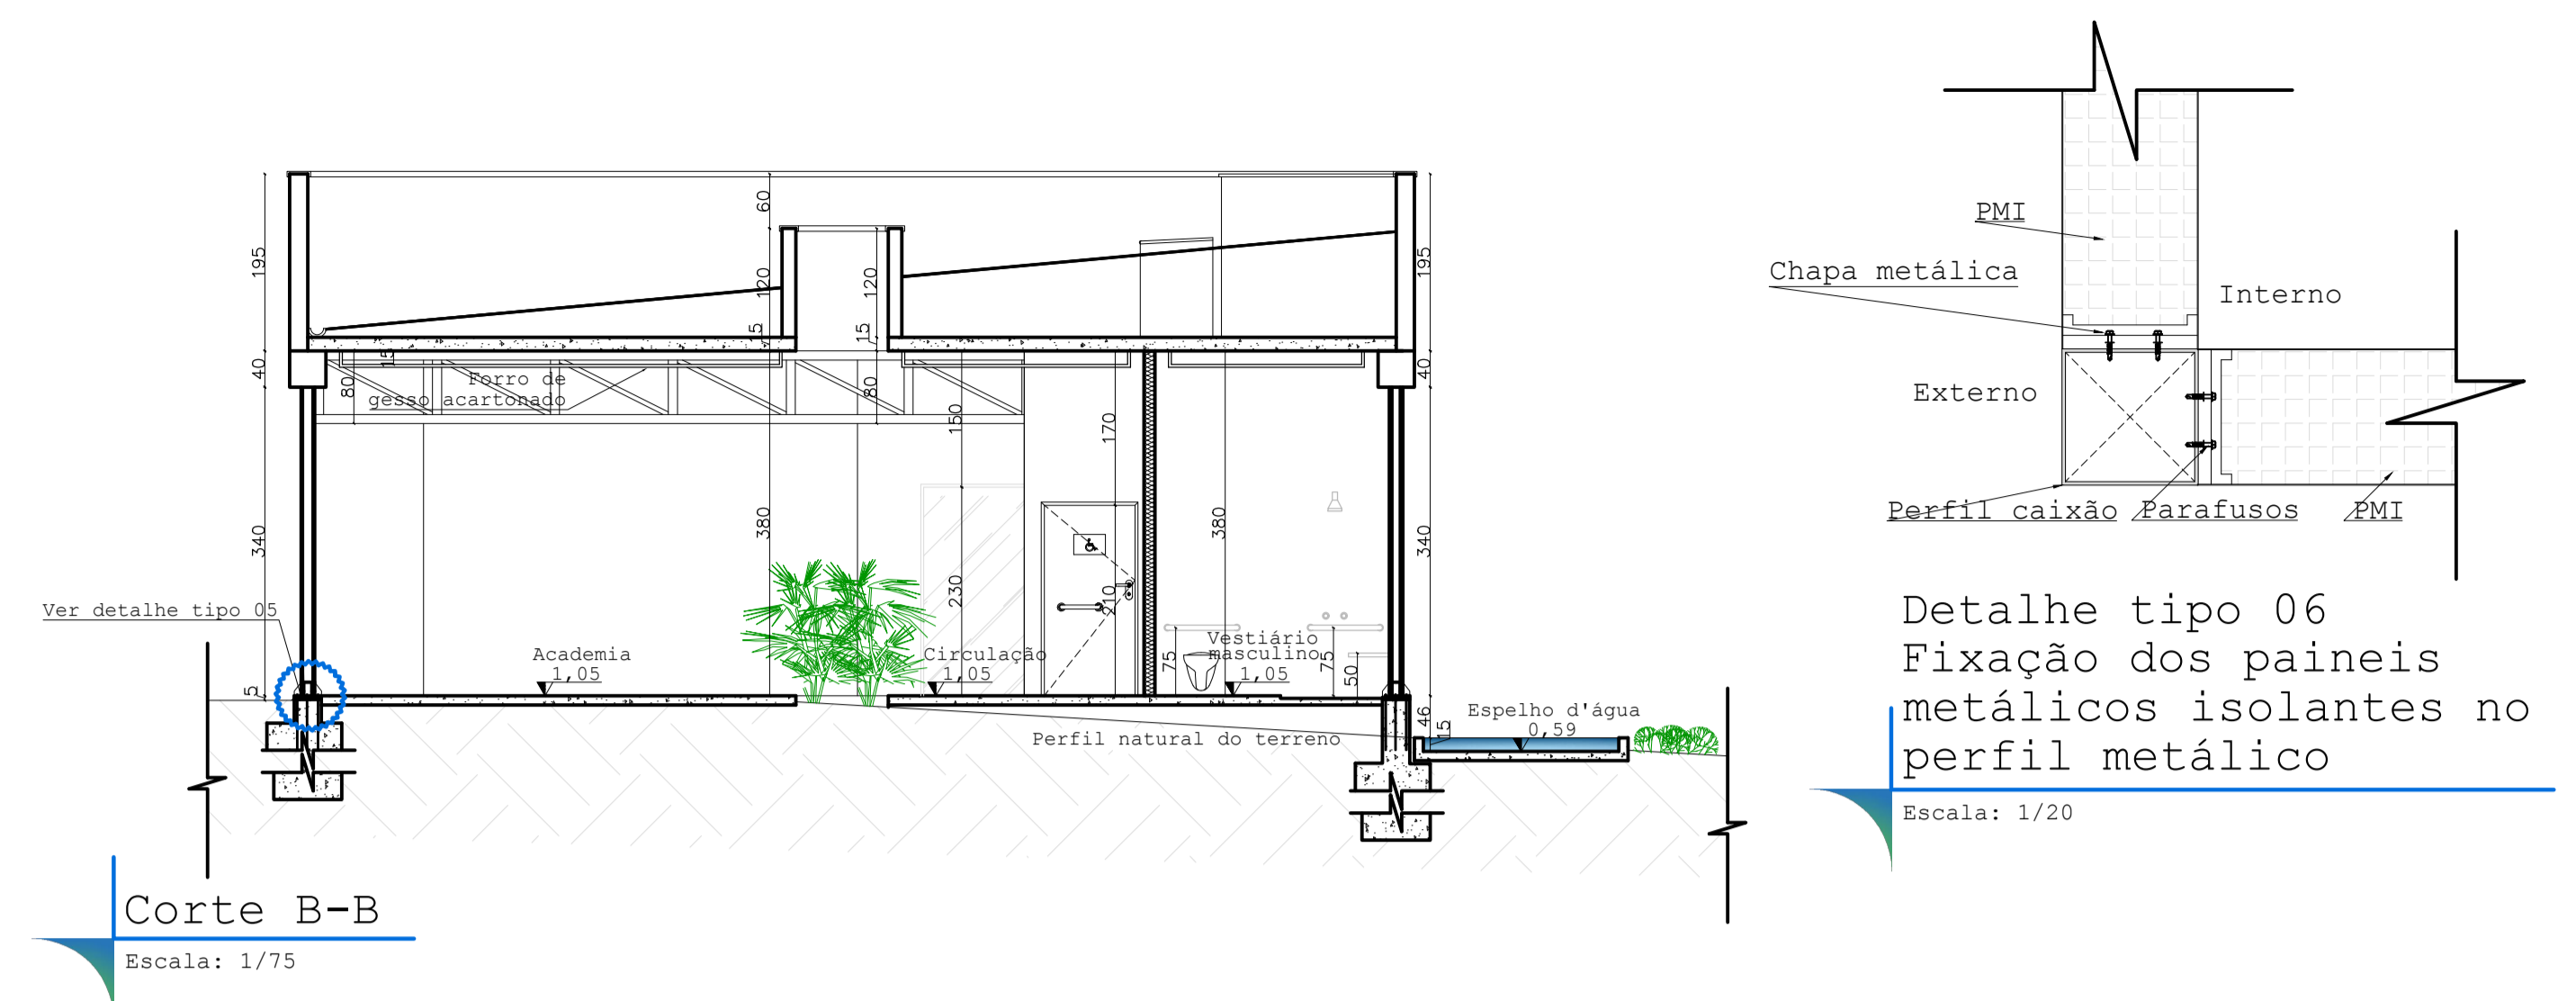 60
195
120
120
195
15
15
40
15
80
80
40
Forro de
gesso acartonado
150
170
340
380
380
340
230
210
Ver detalhe tipo 05
5
Academia
1,05
Circulação
1,05
75
Vestiário
masculino
1,05
75
50
46
15
Espelho d'água
0,59
Perfil natural do terreno
Corte B-B
Escala: 1/75
PMI
Chapa metálica
Interno
Externo
Perfil caixão
Parafusos
PMI
Detalhe tipo 06
Fixação dos paineis
metálicos isolantes no
perfil metálico
Escala: 1/20